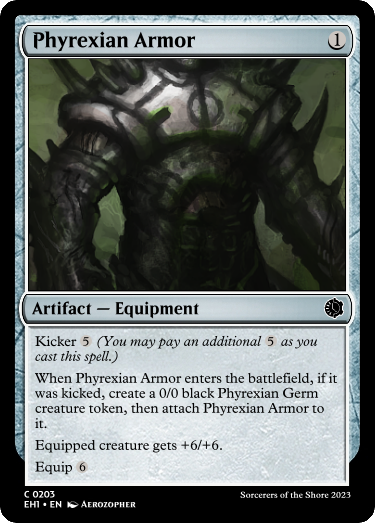 Phyrexian Armor 1
Artifact — Equipment
Kicker 5 (You may pay an additional 5 as you
cast this spell.)
When Phyrexian Armor enters the battlefield, if it
was kicked, create a 0/0 black Phyrexian Germ
creature token, then attach Phyrexian Armor to
it.
Equipped creature gets +6/+6.
Equip 6
C 0203
EH1 • EN Aerozopher
Sorcerers of the Shore 2023